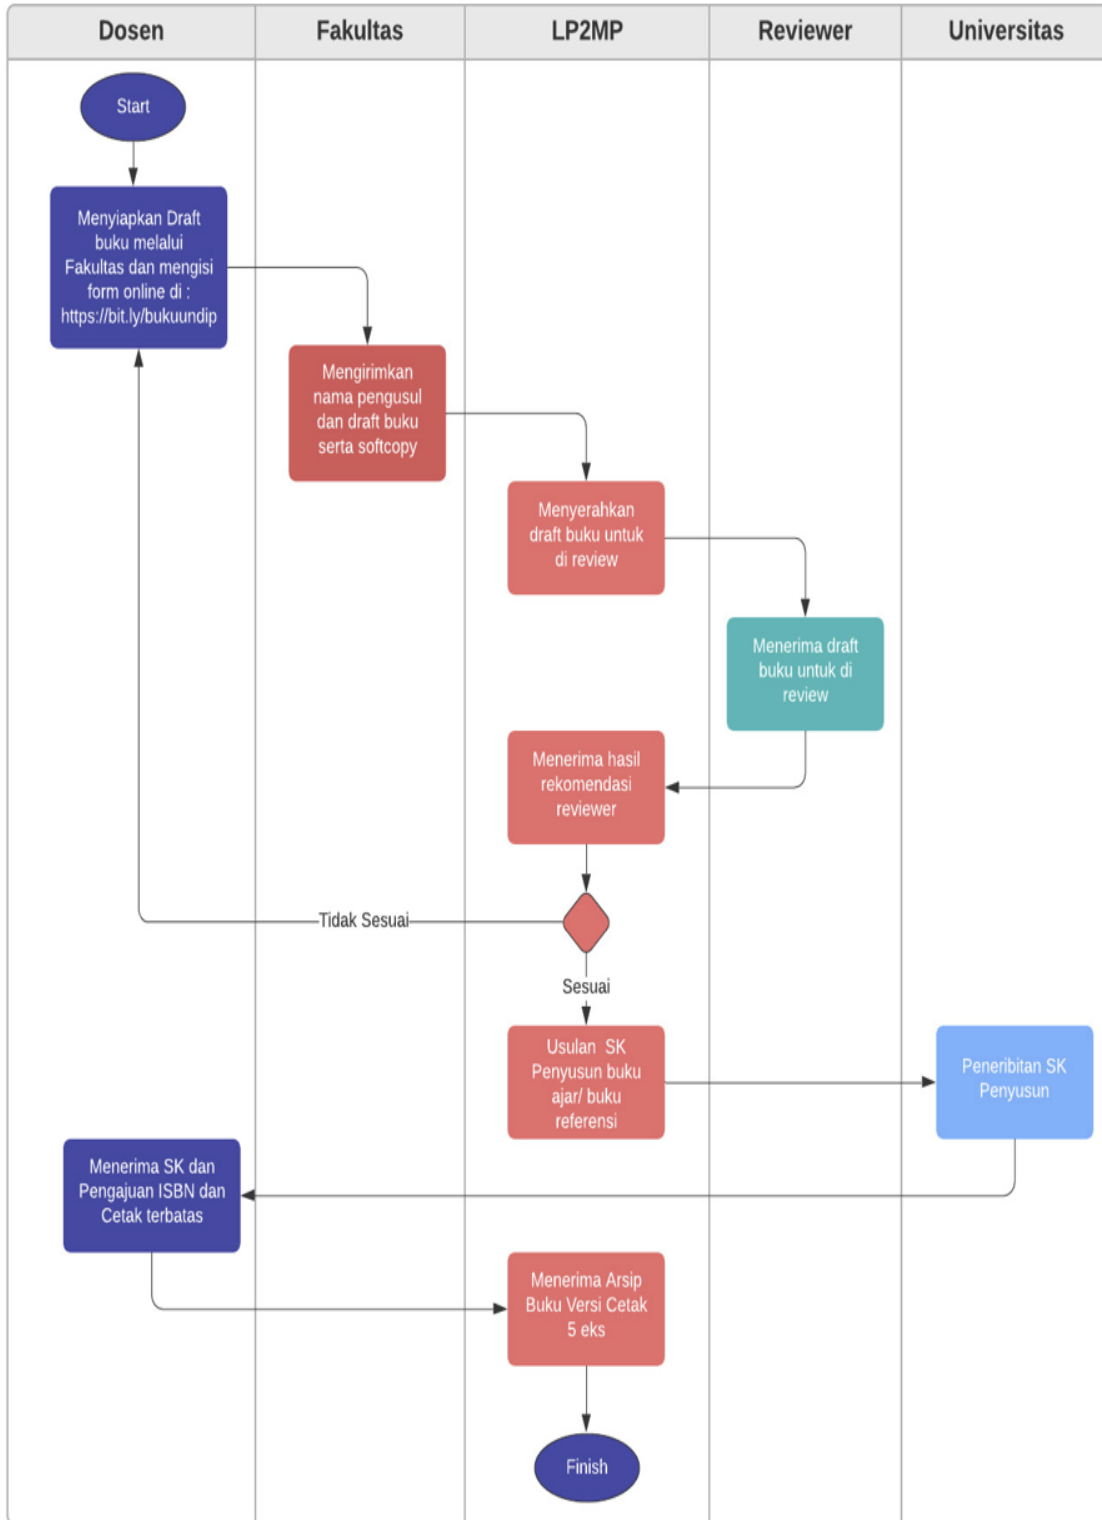 Dosen
Fakultas
LP2MP
Reviewer
Universitas
Start
Menyiapkan Draft
buku melalui
Fakultas dan mengisi
form online di :
https://bit.ly/bukuundip
Mengirimkan
nama pengusul
dan draft buku
serta softcopy
Menyerahkan
draft buku untuk
di review
Menerima draft
buku untuk di
review
Menerima hasil
rekomendasi
reviewer
Tidak Sesuai
Sesuai
Usulan SK
Penyusun buku
ajar/ buku
referensi
Peneribitan SK
Penyusun
Menerima SK dan
Pengajuan ISBN dan
Cetak terbatas
Menerima Arsip
Buku Versi Cetak
5 eks
Finish